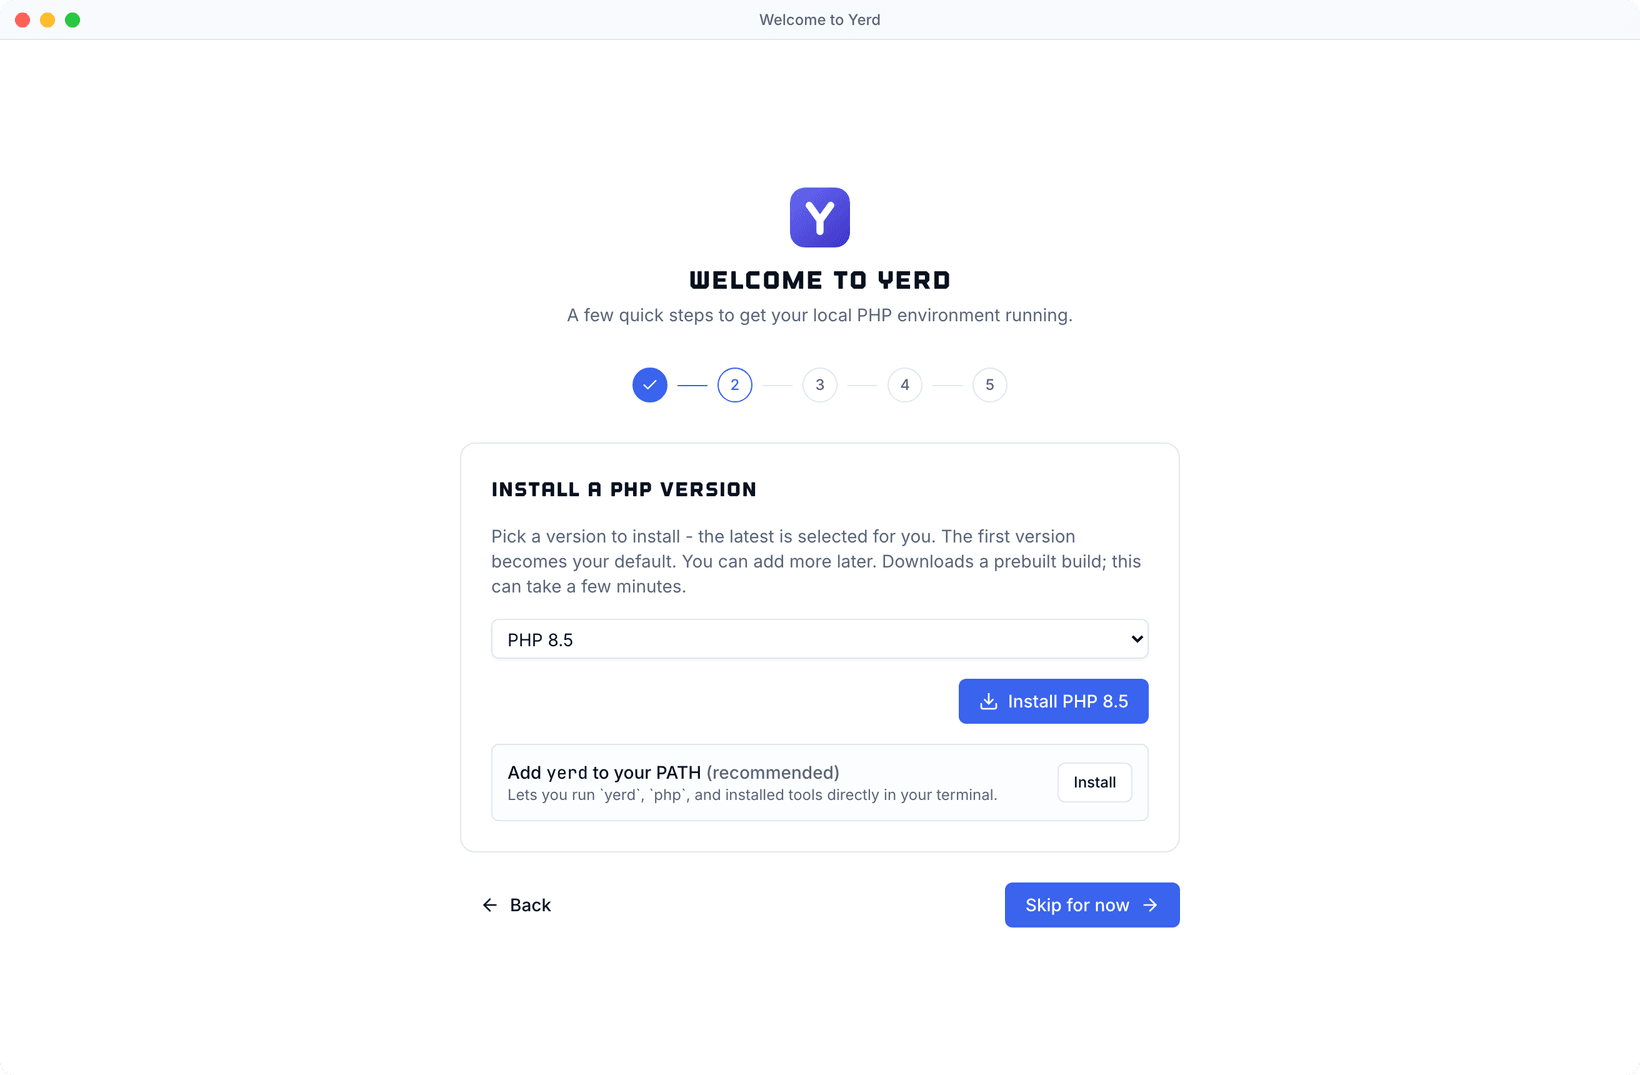 Welcome to Yerd
Y
WELCOME TO YERD
A few quick steps to get your local PHP environment running.
2
3
4
5
INSTALL A PHP VERSION
Pick a version to install - the latest is selected for you. The first version
becomes your default. You can add more later. Downloads a prebuilt build; this
can take a few minutes.
PHP 8.5
Install PHP 8.5
Add yerd to your PATH (recommended)
Lets you run `yerd`, `php`, and installed tools directly in your terminal.
Install
Back
Skip for now